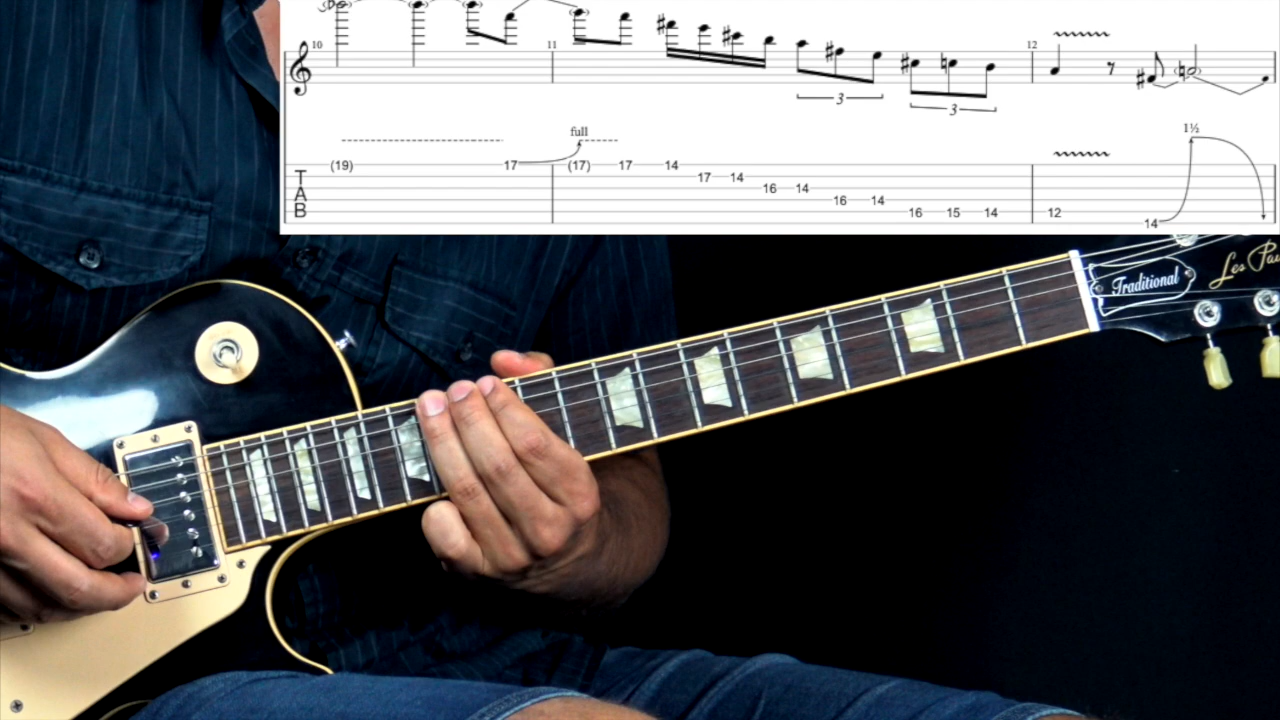 10 11 12
3 3
full 1½
(19) 17 (17) 17 14
T 17 14
A 16 14
16 14
B 12 16 15 14
14
Traditional
Les Pau